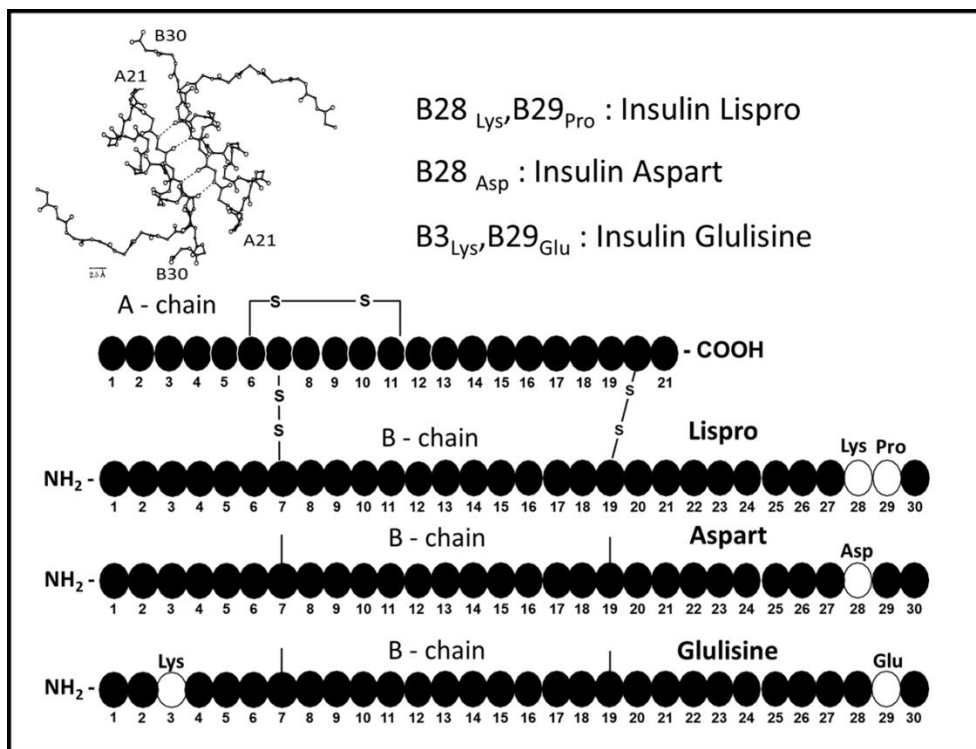 B30
A21
A21
B30
2.5 Å
B28 Lys,B29Pro : Insulin Lispro
B28 Asp : Insulin Aspart
B3Lys,B29Glu : Insulin Glulisine
A - chain
S S
- COOH
1 2 3 4 5 6 8 9 10 11 12 13 14 15 16 17 18 19 21
S S
S S
B - chain
Lispro
Lys Pro
NH2 -
1 2 3 4 5 6 7 8 9 10 11 12 13 14 15 16 17 18 19 20 21 22 23 24 25 26 27 28 29 30
B - chain
Aspart
Asp
NH2 -
1 2 3 4 5 6 7 8 9 10 11 12 13 14 15 16 17 18 19 20 21 22 23 24 25 26 27 28 29 30
B - chain
Glulisine
Lys
Glu
NH2 -
1 2 3 4 5 6 7 8 9 10 11 12 13 14 15 16 17 18 19 20 21 22 23 24 25 26 27 28 29 30